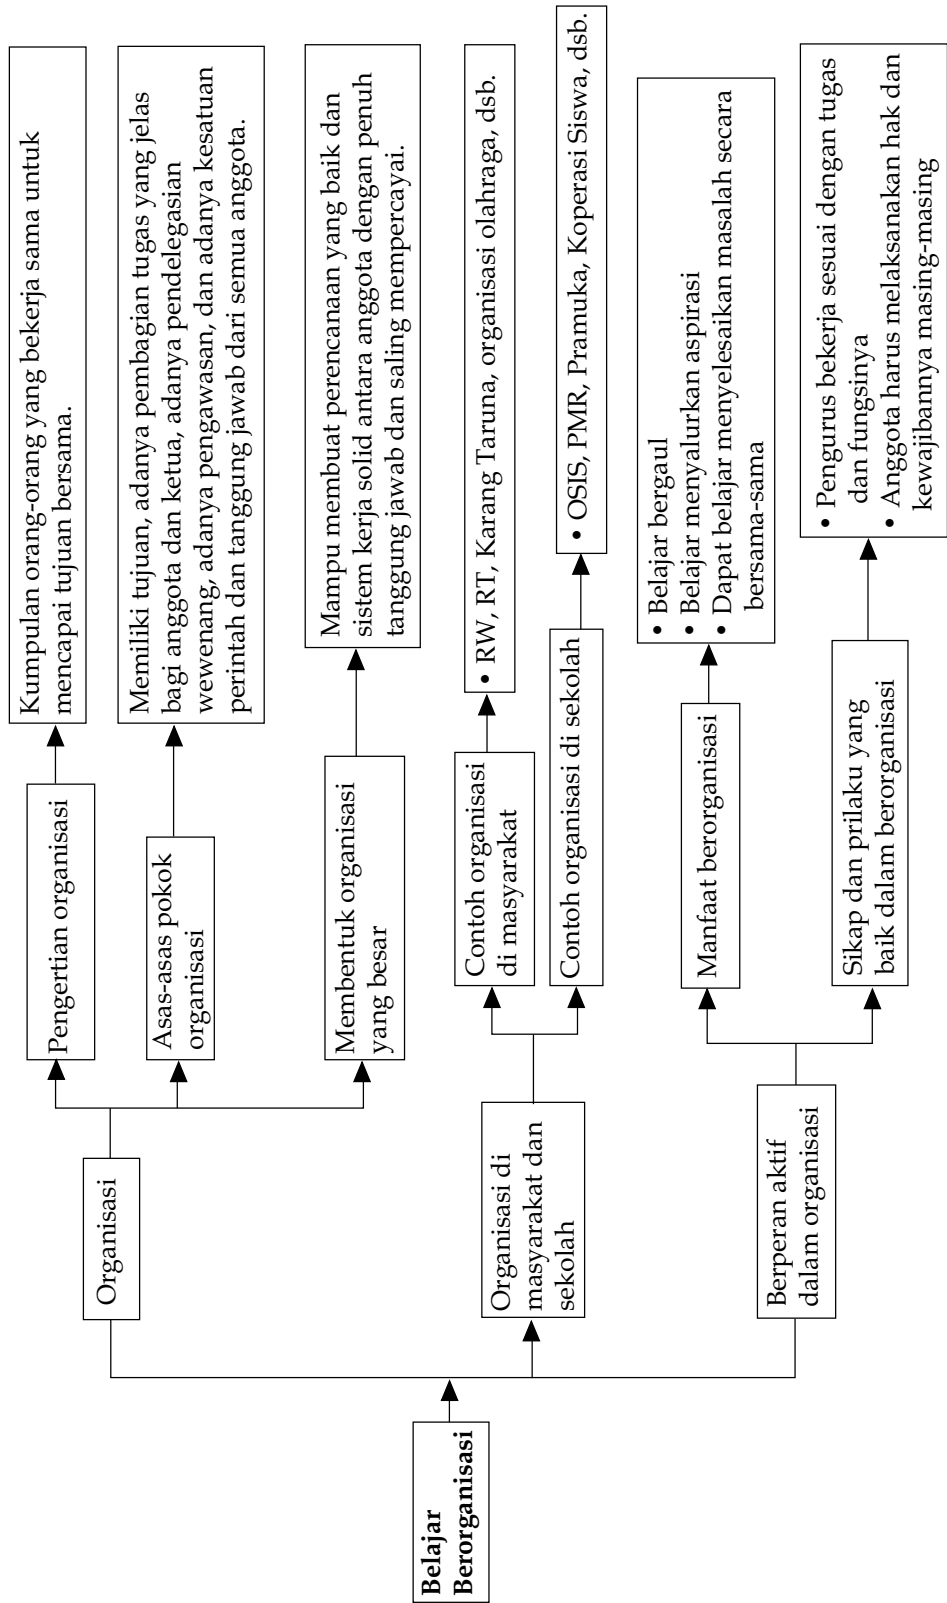 Belajar
Berorganisasi
Organisasi
Pengertian organisasi
Kumpulan orang-orang yang bekerja sama untuk
mencapai tujuan bersama.
Asas-asas pokok
organisasi
Memiliki tujuan, adanya pembagian tugas yang jelas
bagi anggota dan ketua, adanya pendelegasian
wewenang, adanya pengawasan, dan adanya kesatuan
perintah dan tanggung jawab dari semua anggota.
Membentuk organisasi
yang besar
Mampu membuat perencanaan yang baik dan
sistem kerja solid antara anggota dengan penuh
tanggung jawab dan saling mempercayai.
Organisasi di
masyarakat dan
sekolah
Contoh organisasi
di masyarakat
• RW, RT, Karang Taruna, organisasi olahraga, dsb.
Contoh organisasi di sekolah
• OSIS, PMR, Pramuka, Koperasi Siswa, dsb.
Berperan aktif
dalam organisasi
Manfaat berorganisasi
• Belajar bergaul
• Belajar menyalurkan aspirasi
• Dapat belajar menyelesaikan masalah secara
bersama-sama
Sikap dan prilaku yang
baik dalam berorganisasi
• Pengurus bekerja sesuai dengan tugas
dan fungsinya
• Anggota harus melaksanakan hak dan
kewajibannya masing-masing